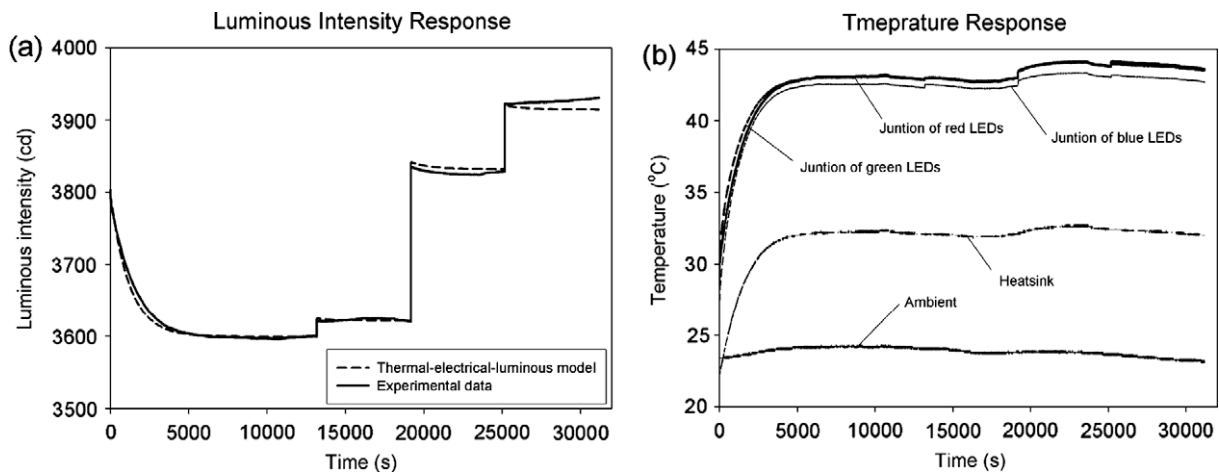 (a)
Luminous Intensity Response
4000
3900
3800
3700
3600
3500
Luminous intensity (cd)
Thermal-electrical-luminous model
Experimental data
0 5000 10000 15000 20000 25000 30000
Time (s)
(b)
Tmeprature Response
45
40
35
30
25
20
Temperature (°C)
Juntion of red LEDs
Juntion of blue LEDs
Juntion of green LEDs
Heatsink
Ambient
0 5000 10000 15000 20000 25000 30000
Time (s)